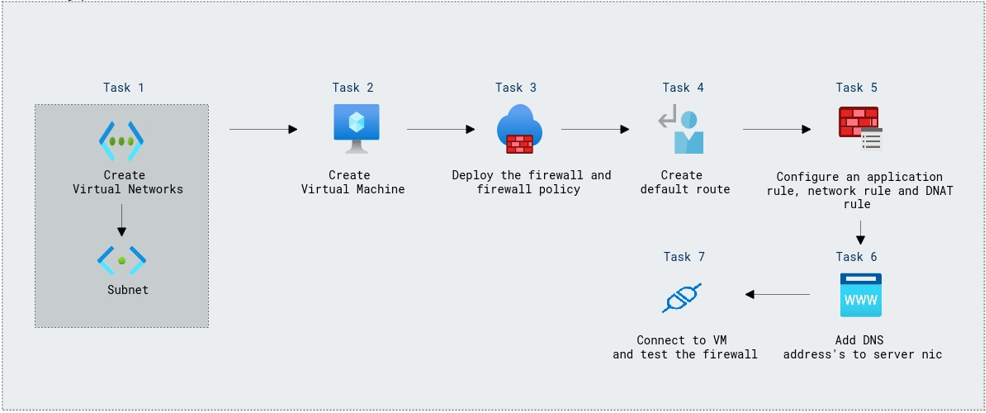 Task 1
Create
Virtual Networks
Subnet
Task 2
Create
Virtual Machine
Task 3
Deploy the firewall and
firewall policy
Task 4
Create
default route
Task 5
Configure an application
rule, network rule and DNAT
rule
Task 6
WWW
Add DNS
address's to server nic
Task 7
Connect to VM
and test the firewall